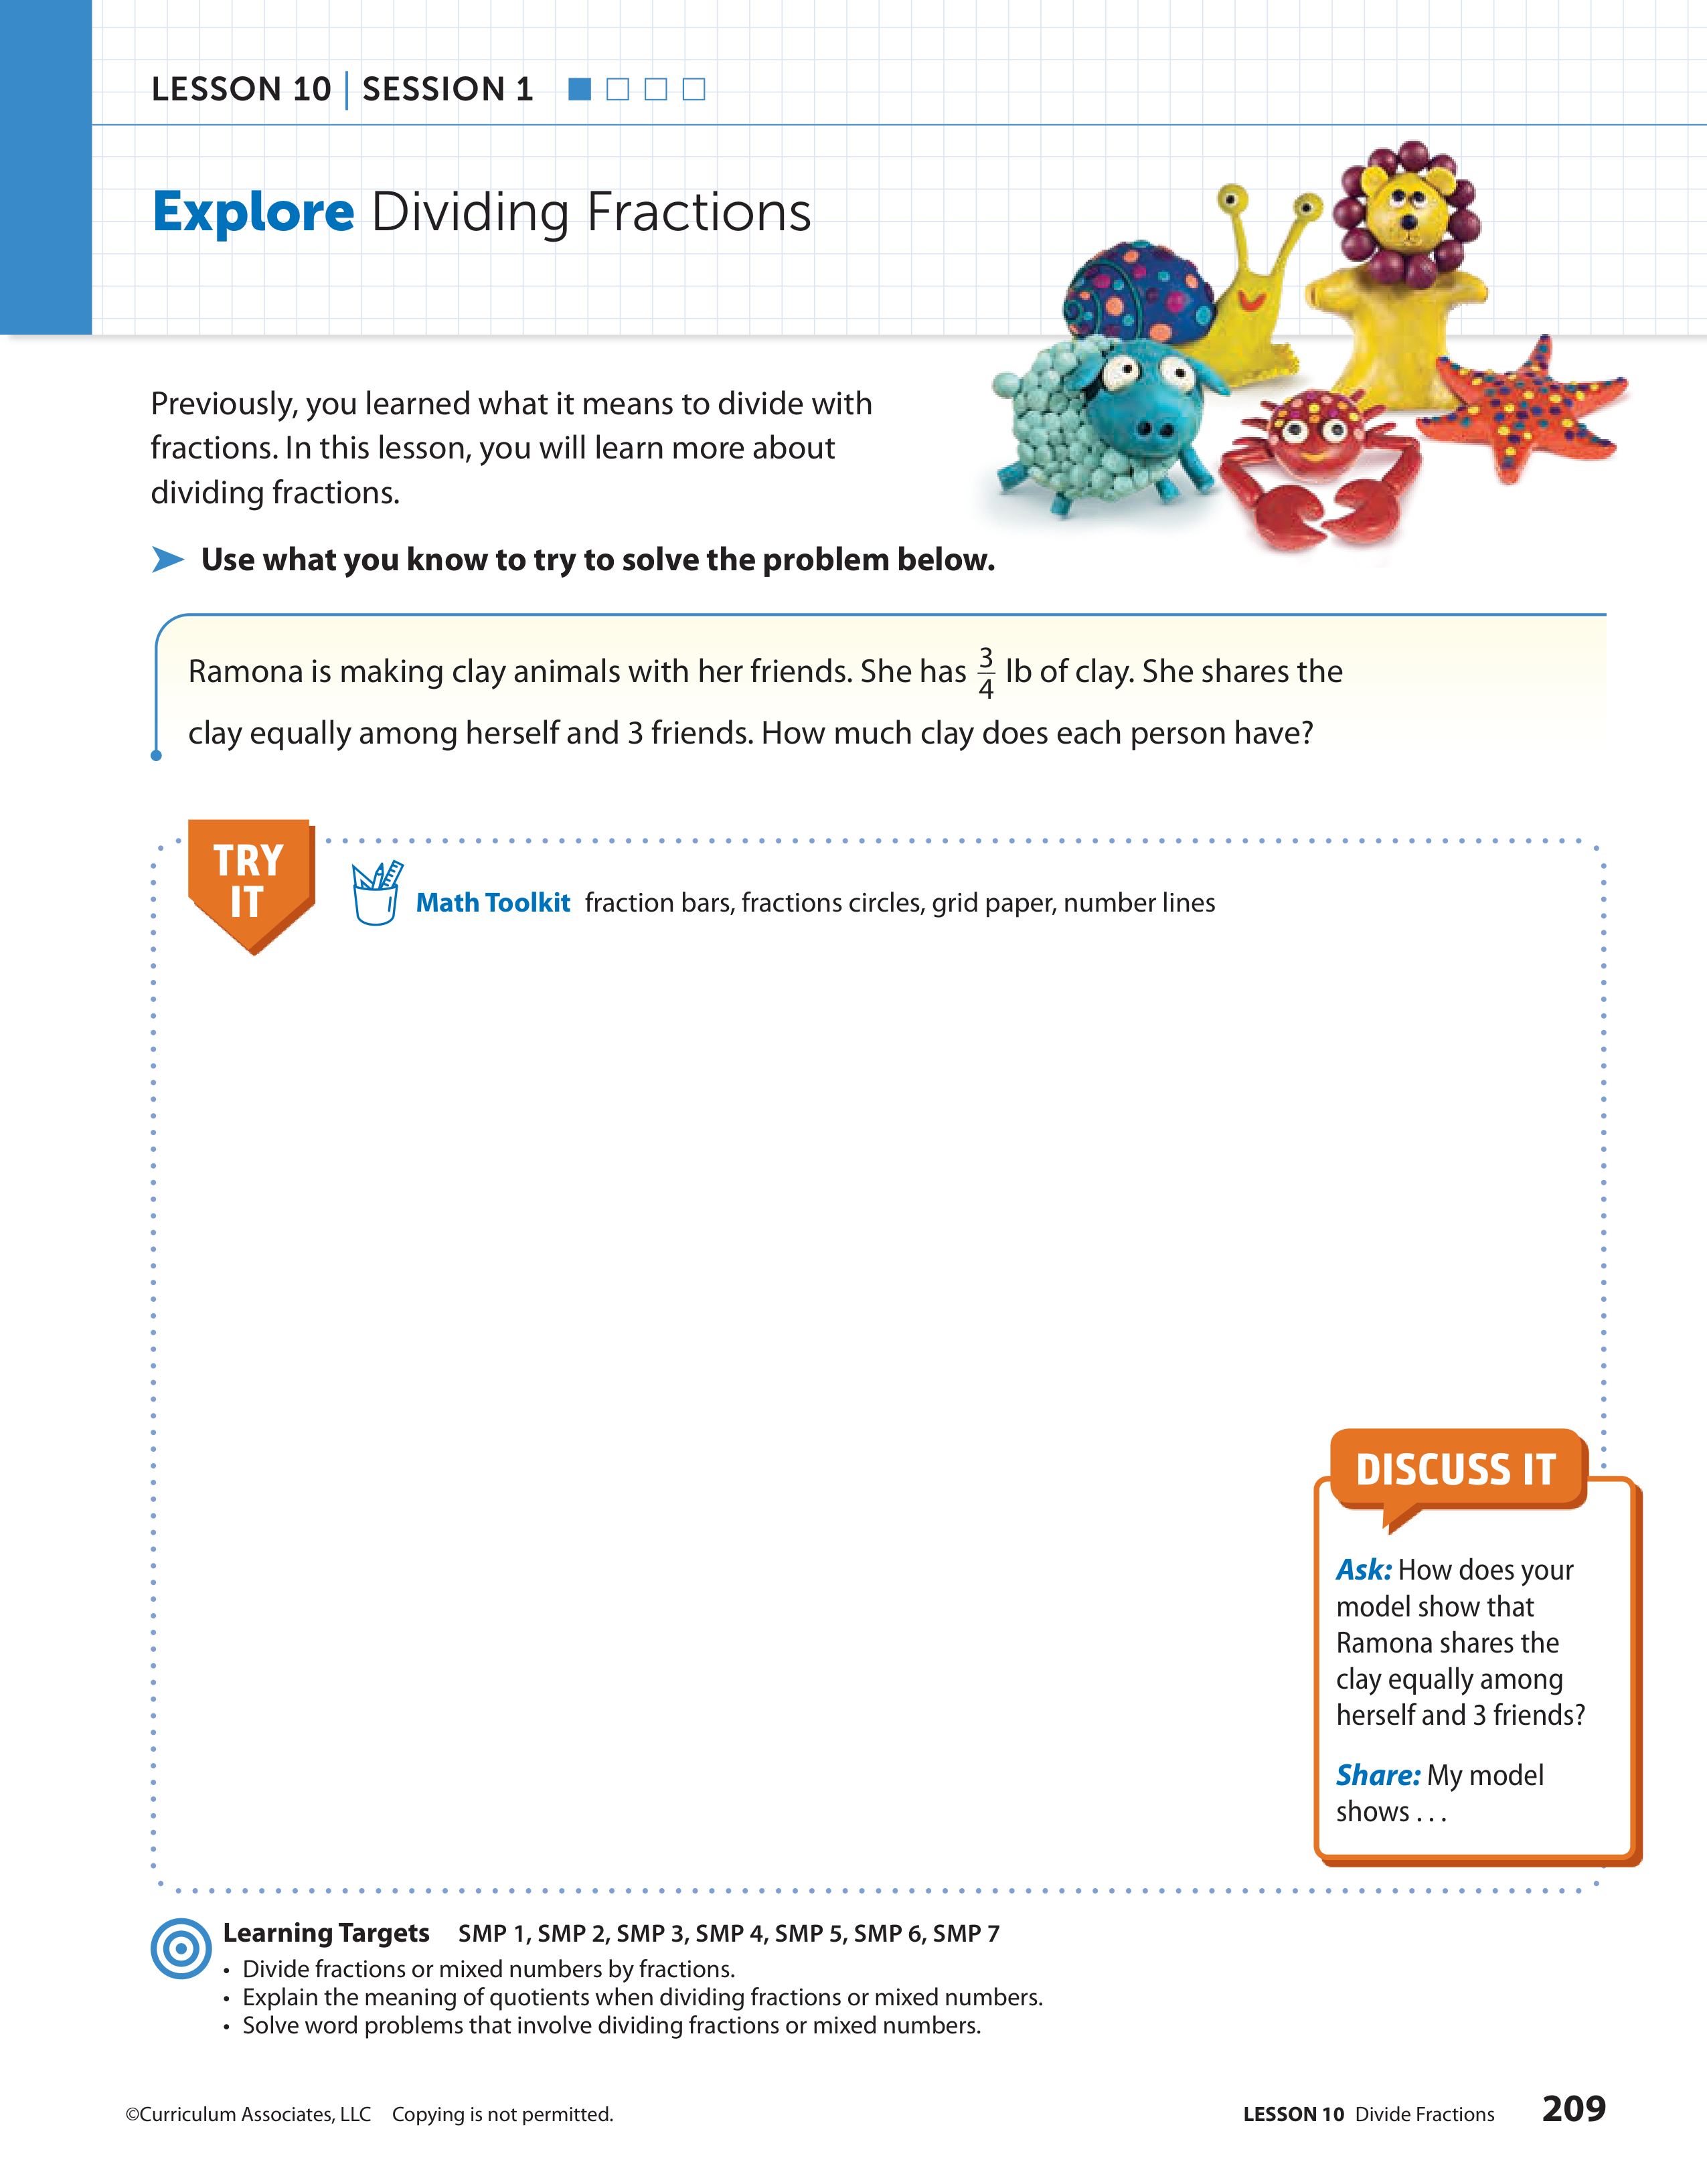 LESSON 10 | SESSION 1
Explore Dividing Fractions
Previously, you learned what it means to divide with
fractions. In this lesson, you will learn more about
dividing fractions.
Use what you know to try to solve the problem below.
Ramona is making clay animals with her friends. She has 3/4 lb of clay. She shares the
clay equally among herself and 3 friends. How much clay does each person have?
TRY
IT
Math Toolkit fraction bars, fractions circles, grid paper, number lines
DISCUSS IT
Ask: How does your
model show that
Ramona shares the
clay equally among
herself and 3 friends?
Share: My model
shows . . .
Learning Targets SMP 1, SMP 2, SMP 3, SMP 4, SMP 5, SMP 6, SMP 7
• Divide fractions or mixed numbers by fractions.
• Explain the meaning of quotients when dividing fractions or mixed numbers.
• Solve word problems that involve dividing fractions or mixed numbers.
©Curriculum Associates, LLC Copying is not permitted.
LESSON 10 Divide Fractions 209